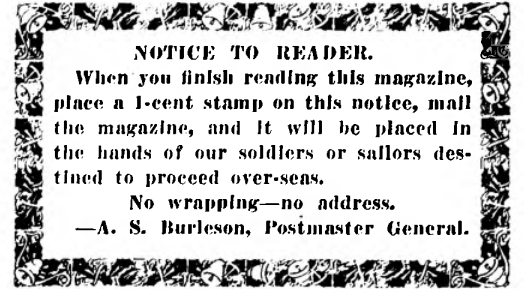 NOTICE TO READER.
When you finish reading this magazine,
place a 1-cent stamp on this notice, mail
the magazine, and it will be placed in
the hands of our soldiers or sailors des-
tined to proceed over-seas.
No wrapping—no address.
—A. S. Burleson, Postmaster General.